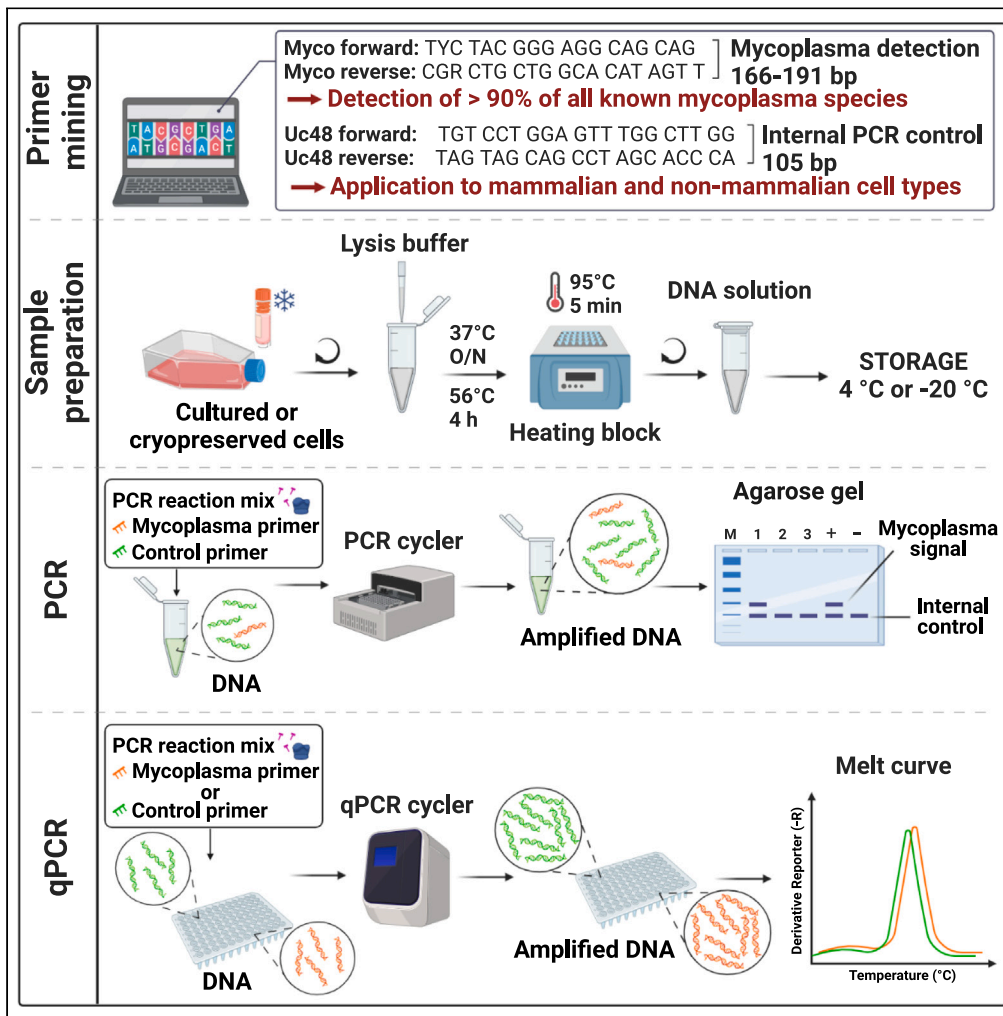 Primer
mining
Myco forward: TYC TAC GGG AGG CAG CAG
Myco reverse: CGR CTG CTG GCA CAT AGT T
Mycoplasma detection
166-191 bp
Detection of > 90% of all known mycoplasma species
Uc48 forward: TGT CCT GGA GTT TGG CTT GG
Uc48 reverse: TAG TAG CAG CCT AGC ACC CA
Internal PCR control
105 bp
Application to mammalian and non-mammalian cell types
T A C G C T G A
A T G C G A C T
Sample
preparation
Cultured or
cryopreserved cells
Lysis buffer
37°C
O/N
56°C
4 h
95°C
5 min
Heating block
DNA solution
STORAGE
4 °C or -20 °C
PCR
PCR reaction mix
Mycoplasma primer
Control primer
DNA
PCR cycler
Amplified DNA
Agarose gel
M 1 2 3 + -
Mycoplasma
signal
Internal
control
qPCR
PCR reaction mix
Mycoplasma primer
or
Control primer
DNA
qPCR cycler
Amplified DNA
Melt curve
Derivative Reporter (-R)
Temperature (°C)